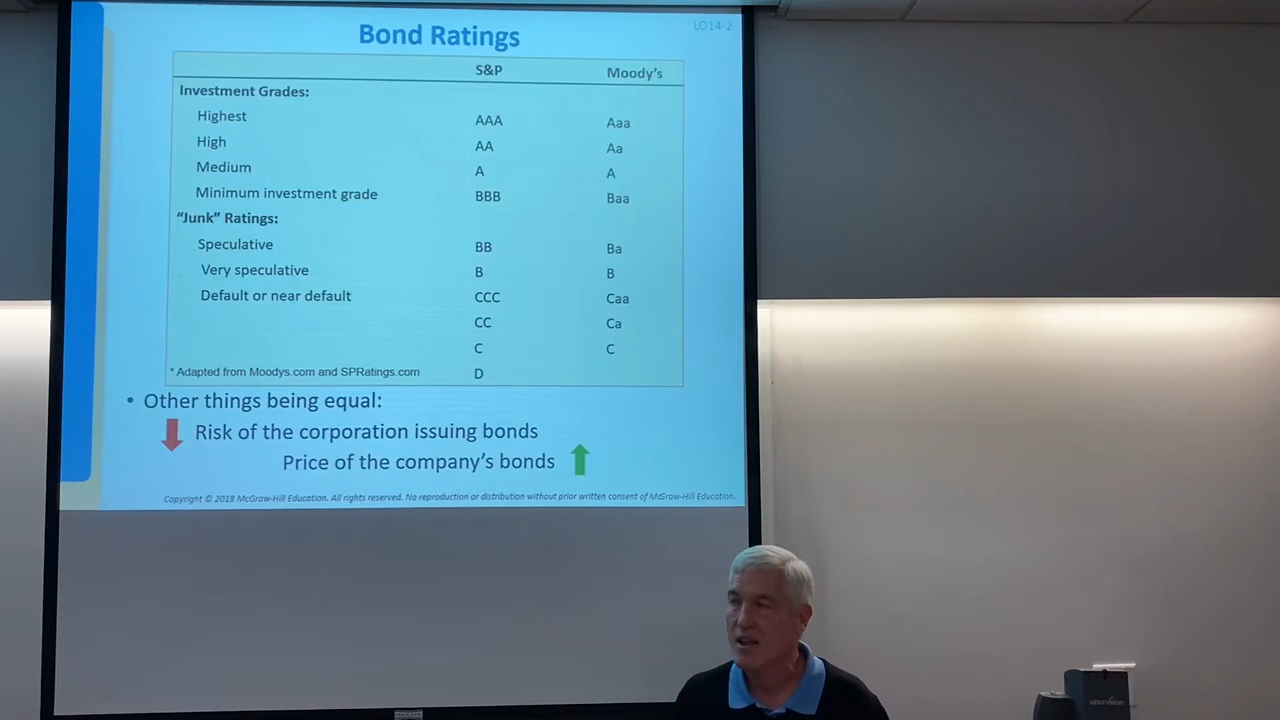 LO14-2
Bond Ratings
S&P Moody's
Investment Grades:
Highest AAA Aaa
High AA Aa
Medium A A
Minimum investment grade BBB Baa
“Junk” Ratings:
Speculative BB Ba
Very speculative B B
Default or near default CCC Caa
CC Ca
C C
* Adapted from Moodys.com and SPRatings.com D
• Other things being equal:
Risk of the corporation issuing bonds
Price of the company's bonds
Copyright © 2018 McGraw-Hill Education. All rights reserved. No reproduction or distribution without prior written consent of McGraw-Hill Education.